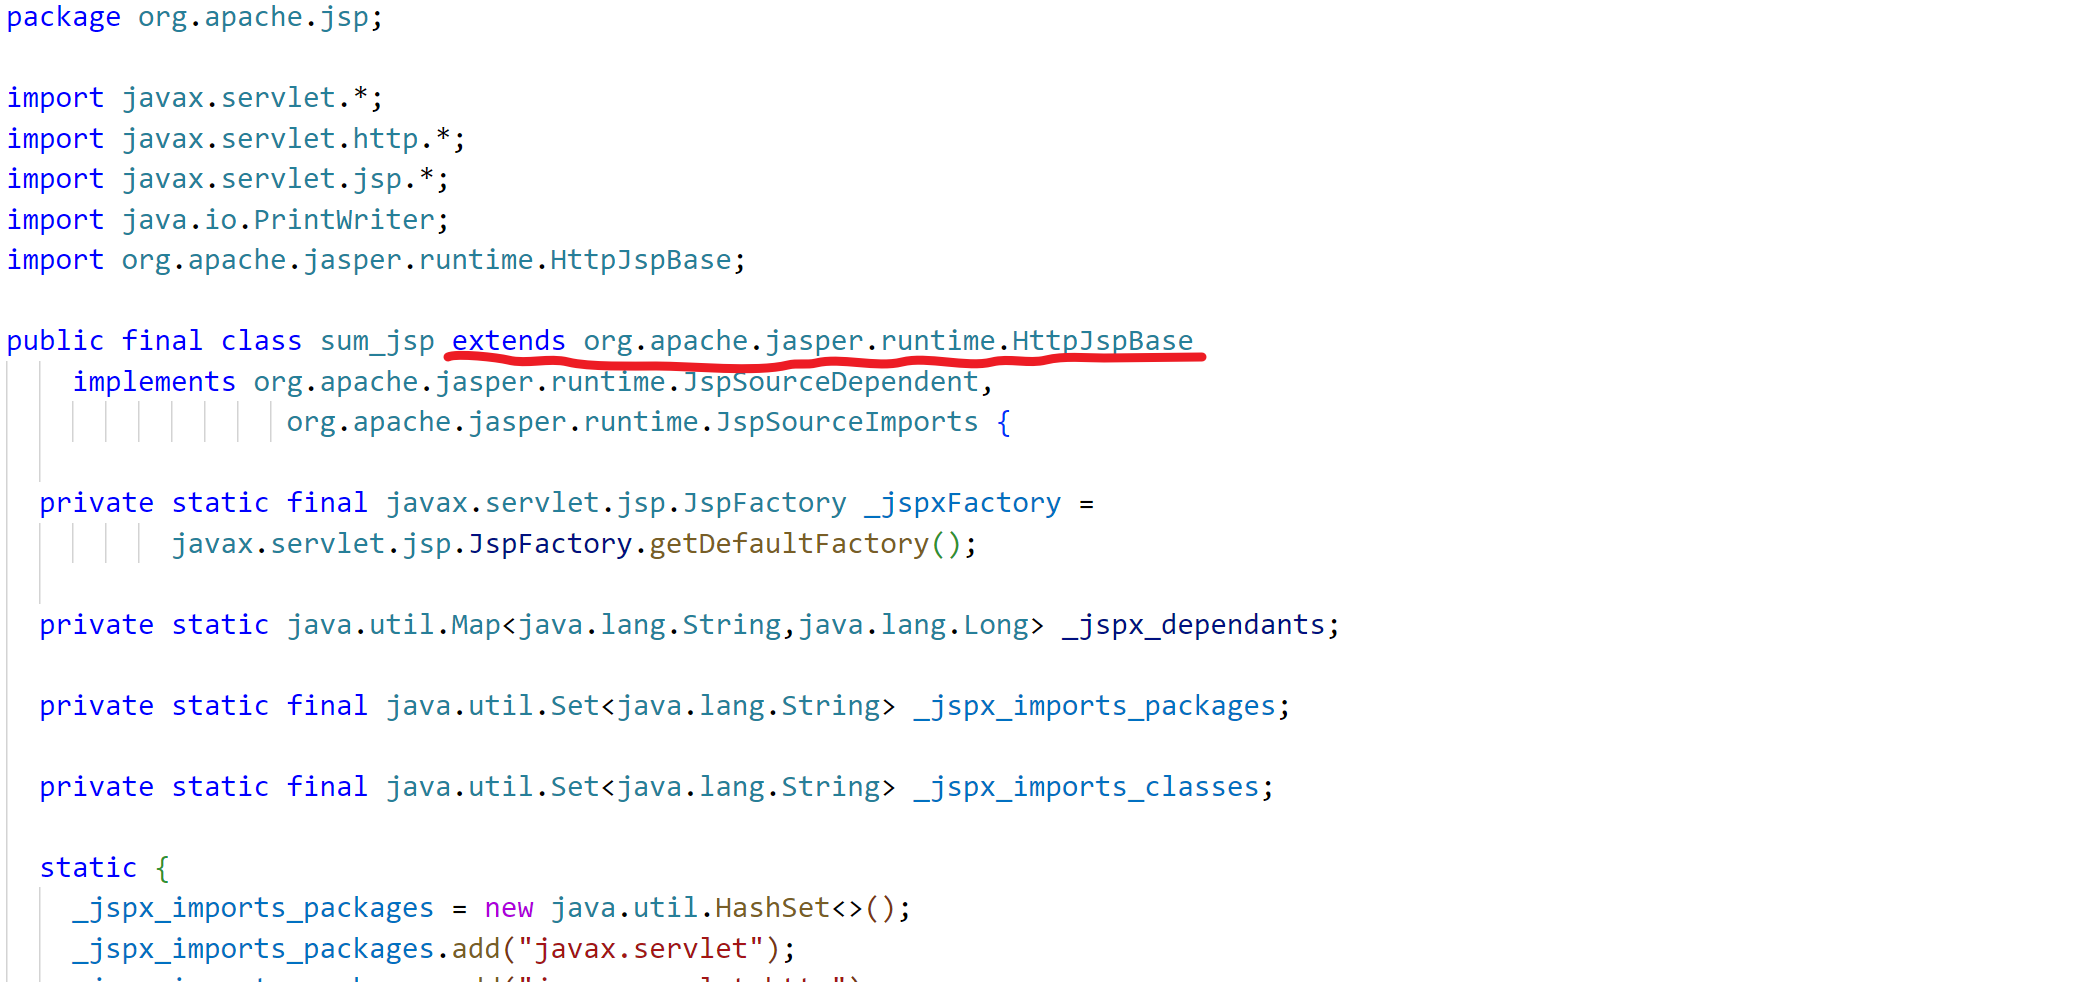 package org.apache.jsp;
import javax.servlet.*;
import javax.servlet.http.*;
import javax.servlet.jsp.*;
import java.io.PrintWriter;
import org.apache.jasper.runtime.HttpJspBase;
public final class sum_jsp extends org.apache.jasper.runtime.HttpJspBase
implements org.apache.jasper.runtime.JspSourceDependent,
org.apache.jasper.runtime.JspSourceImports {
private static final javax.servlet.jsp.JspFactory _jspxFactory =
javax.servlet.jsp.JspFactory.getDefaultFactory();
private static java.util.Map<java.lang.String,java.lang.Long> _jspx_dependants;
private static final java.util.Set<java.lang.String> _jspx_imports_packages;
private static final java.util.Set<java.lang.String> _jspx_imports_classes;
static {
_jspx_imports_packages = new java.util.HashSet<>();
_jspx_imports_packages.add("javax.servlet");